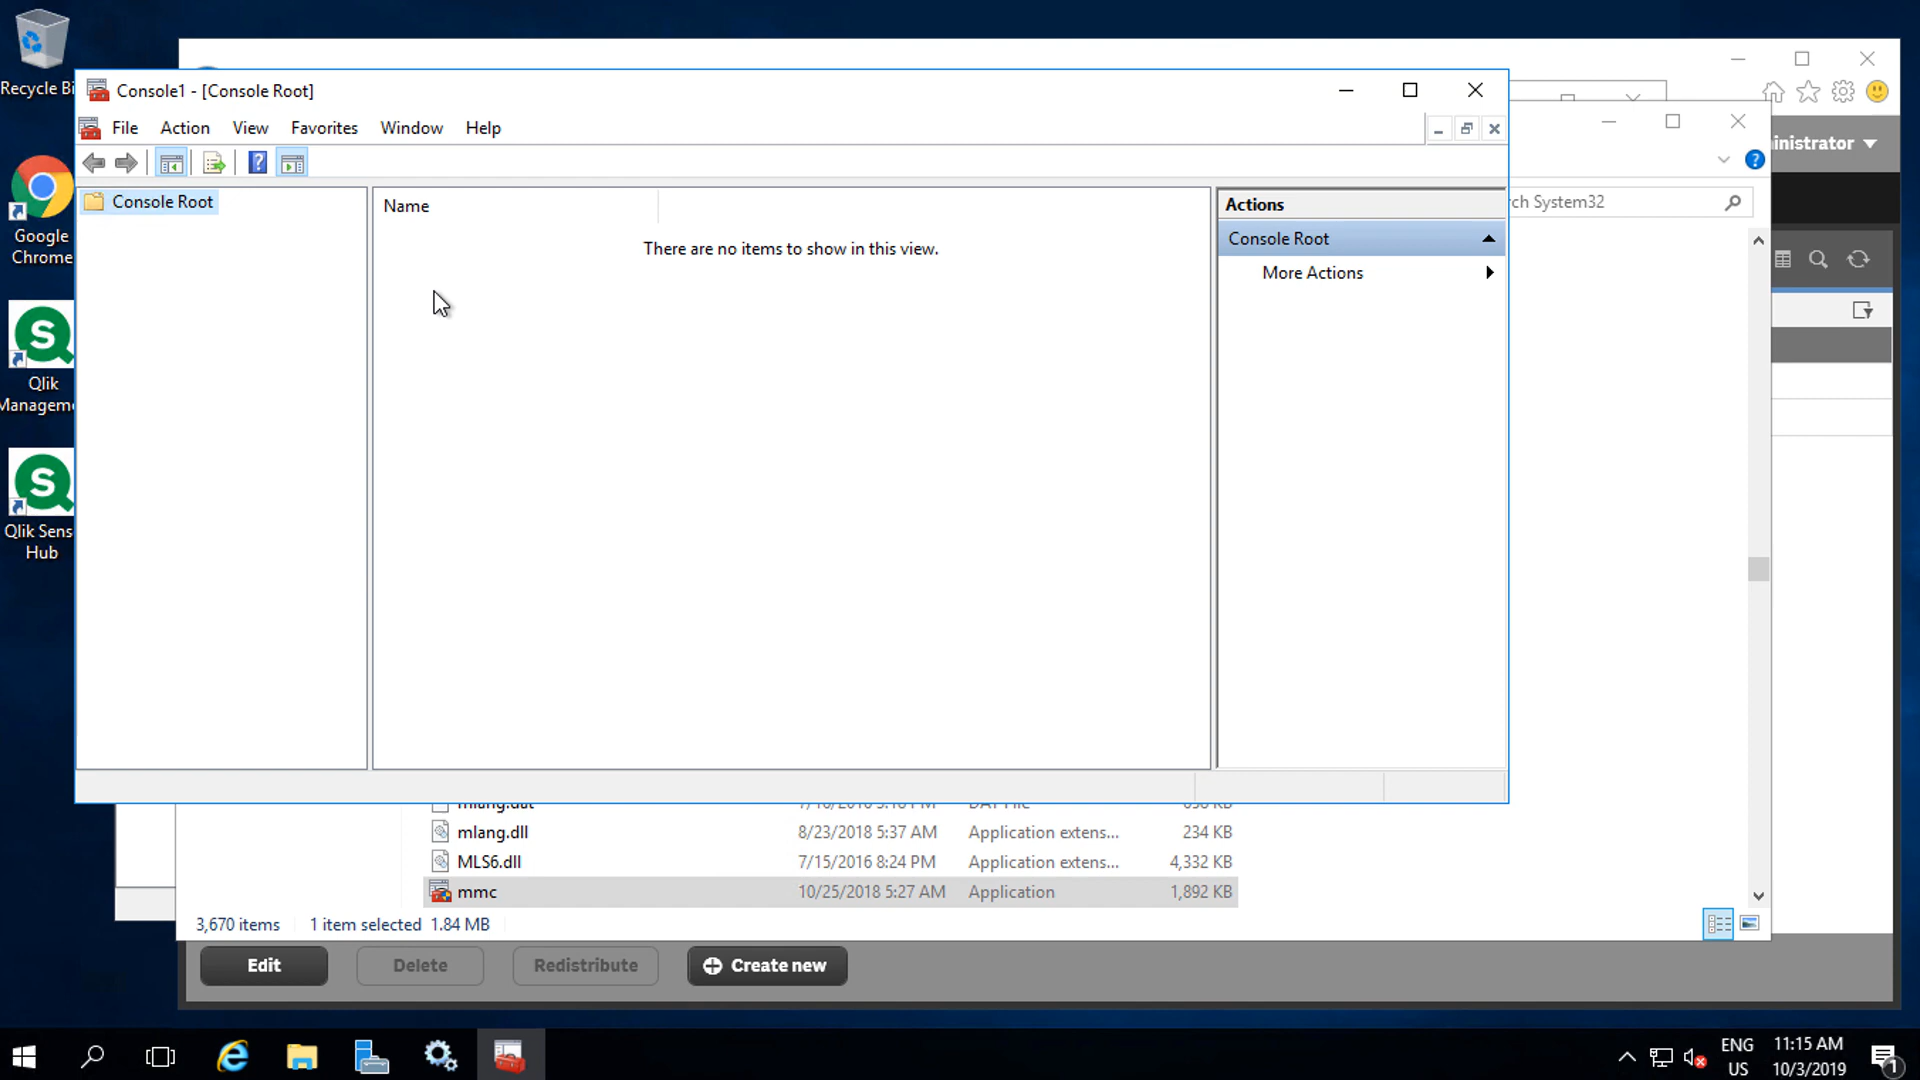 Recycle Bi
Console1 - [Console Root]
File Action View Favorites Window Help
Console Root
Name
There are no items to show in this view.
Actions
Console Root
More Actions
inistrator
ch System32
Google
Chrome
Qlik
Manageme
Qlik Sens
Hub
mlang.dat
mlang.dll 8/23/2018 5:37 AM Application extens... 234 KB
MLS6.dll 7/15/2016 8:24 PM Application extens... 4,332 KB
mmc 10/25/2018 5:27 AM Application 1,892 KB
3,670 items 1 item selected 1.84 MB
Edit Delete Redistribute Create new
ENG
US
11:15 AM
10/3/2019
1